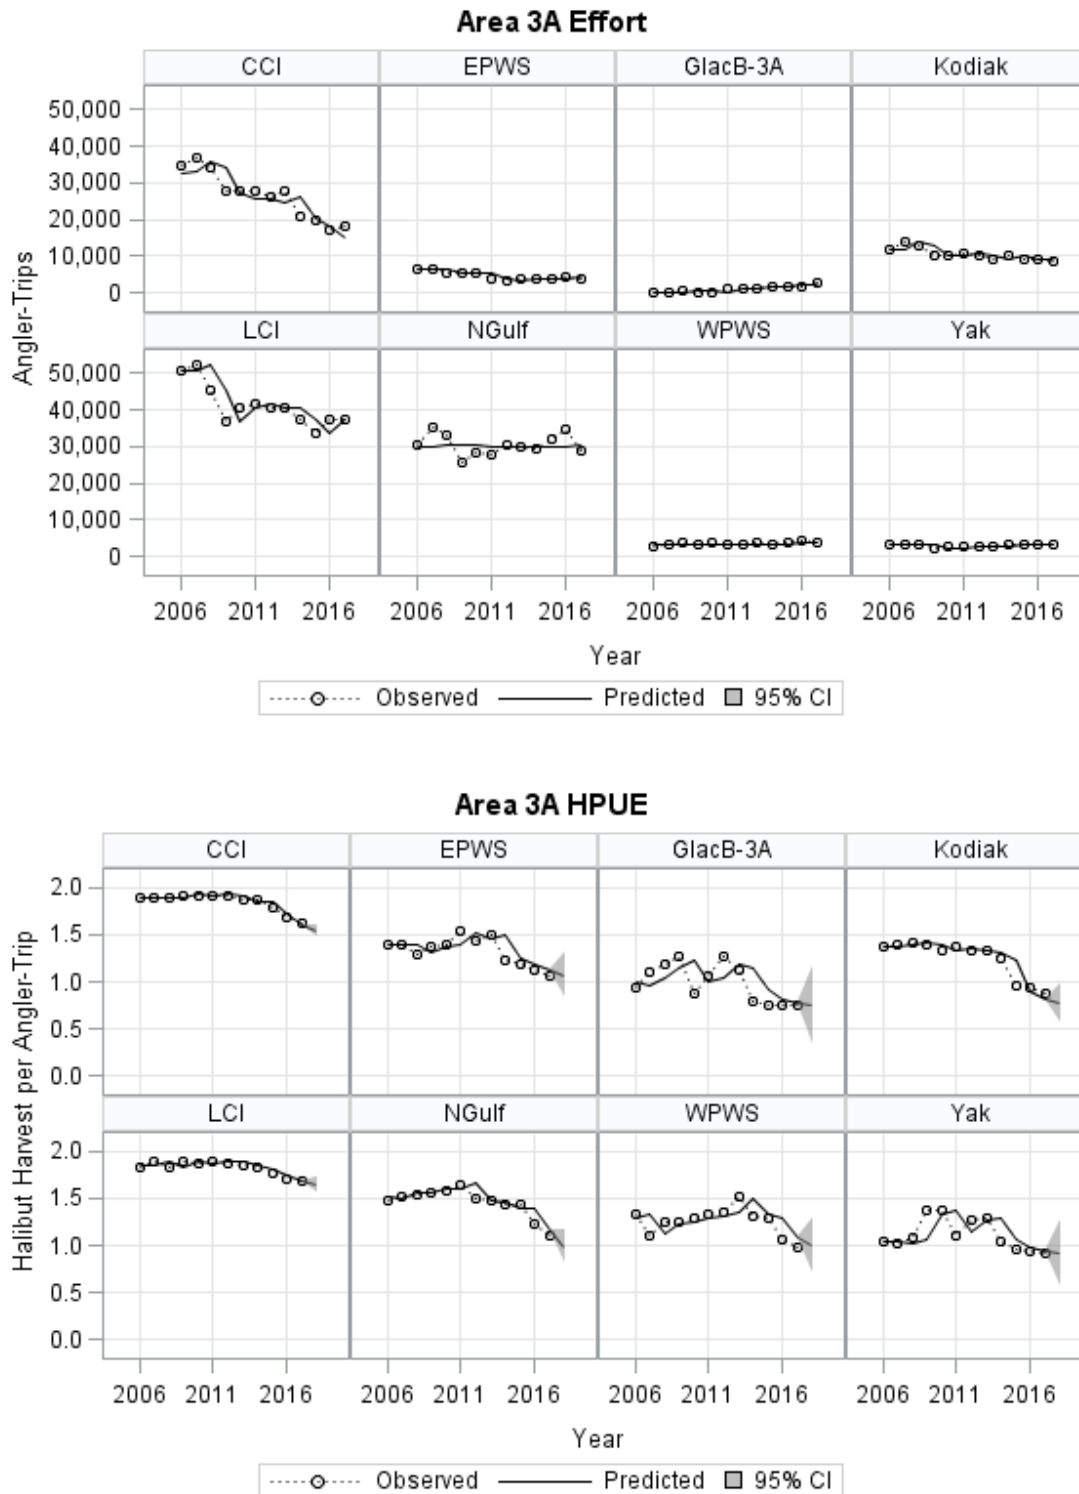 Area 3A Effort
CCI EPWS GlacB-3A Kodiak
50,000
40,000
30,000
20,000
10,000
0
LCI NGulf WPWS Yak
Angler-Trips
50,000
40,000
30,000
20,000
10,000
0
2006 2011 2016 2006 2011 2016 2006 2011 2016 2006 2011 2016
Year
Observed Predicted 95% CI
Area 3A HPUE
CCI EPWS GlacB-3A Kodiak
2.0
1.5
1.0
0.5
0.0
LCI NGulf WPWS Yak
Halibut Harvest per Angler-Trip
2.0
1.5
1.0
0.5
0.0
2006 2011 2016 2006 2011 2016 2006 2011 2016 2006 2011 2016
Year
Observed Predicted 95% CI